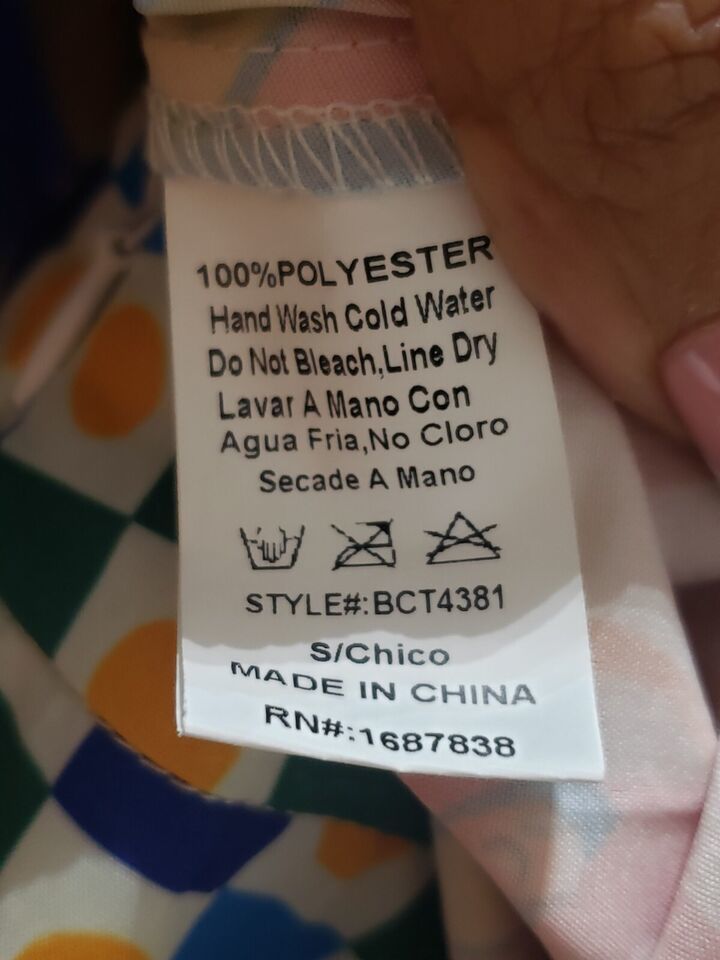 100%POLYESTER
Hand Wash Cold Water
Do Not Bleach,Line Dry
Lavar A Mano Con
Agua Fria,No Cloro
Secade A Mano
STYLE#:BCT4381
S/Chico
MADE IN CHINA
RN#:1687838